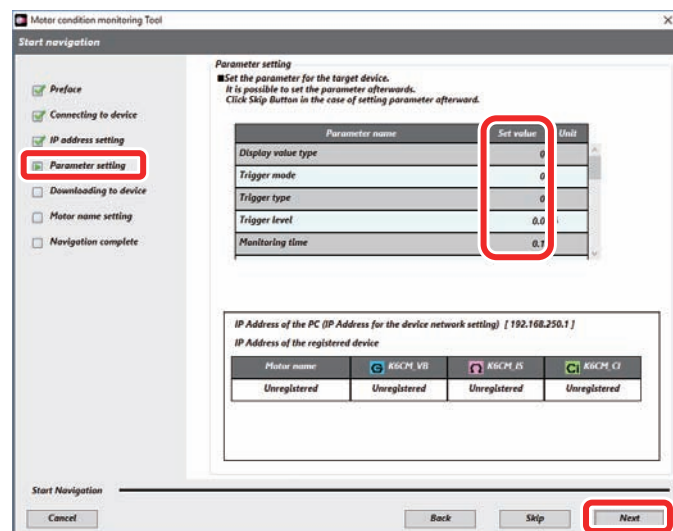 Motor condition monitoring Tool
Start navigation
Preface
Connecting to device
IP address setting
Parameter setting
Downloading to device
Motor name setting
Navigation complete
Parameter setting
■Set the parameter for the target device.
It is possible to set the parameter afterwards.
Click Skip Button in the case of setting parameter afterward.
Parameter name Set value Unit
Display value type 0
Trigger mode 0
Trigger type 0
Trigger level 0.0
Monitoring time 0.1
IP Address of the PC (IP Address for the device network setting) [ 192.168.250.1 ]
IP Address of the registered device
Motor name K6CM_VB K6CM_IS K6CM_CI
Unregistered Unregistered Unregistered Unregistered
Start Navigation
Cancel Back Skip Next